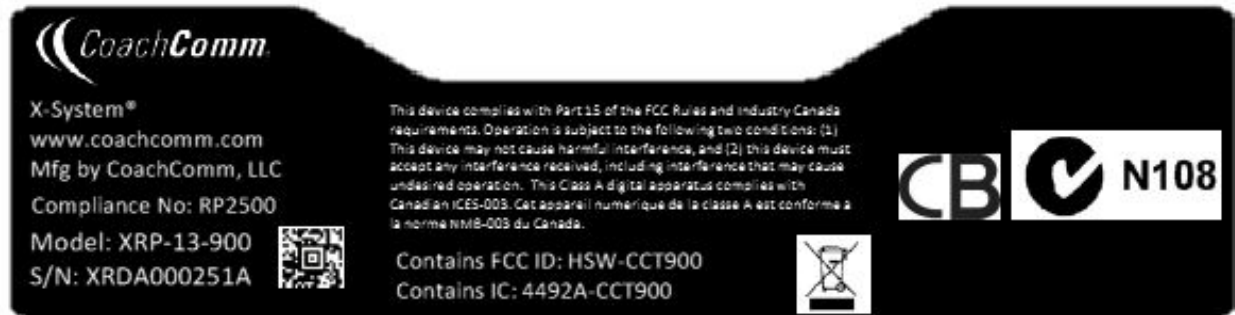 CoachComm
X-System®
www.coachcomm.com
Mfg by CoachComm, LLC
Compliance No: RP2500
Model: XRP-13-900
S/N: XRDA000251A
This device complies with Part 15 of the FCC Rules and Industry Canada
requirements. Operation is subject to the following two conditions: (1)
This device may not cause harmful interference, and (2) this device must
accept any interference received, including interference that may cause
undesired operation. This Class A digital apparatus complies with
Canadian ICES-003. Cet appareil numerique de la classe A est conforme a
la norme NMB-003 du Canada.
Contains FCC ID: HSW-CCT900
Contains IC: 4492A-CCT900
CB
N108